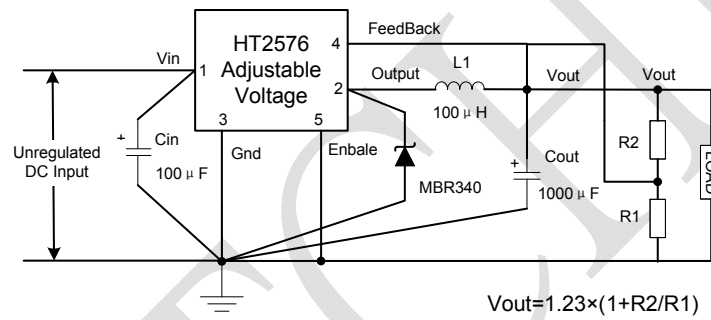 HT2576
Adjustable
Voltage
FeedBack
4
Vin
1
Output
2
L1
100μH
Vout
Vout
3
5
Unregulated
DC Input
+
Cin
100μF
Gnd
Enbale
MBR340
+
Cout
1000μF
R2
R1
LOAD
Vout=1.23×(1+R2/R1)